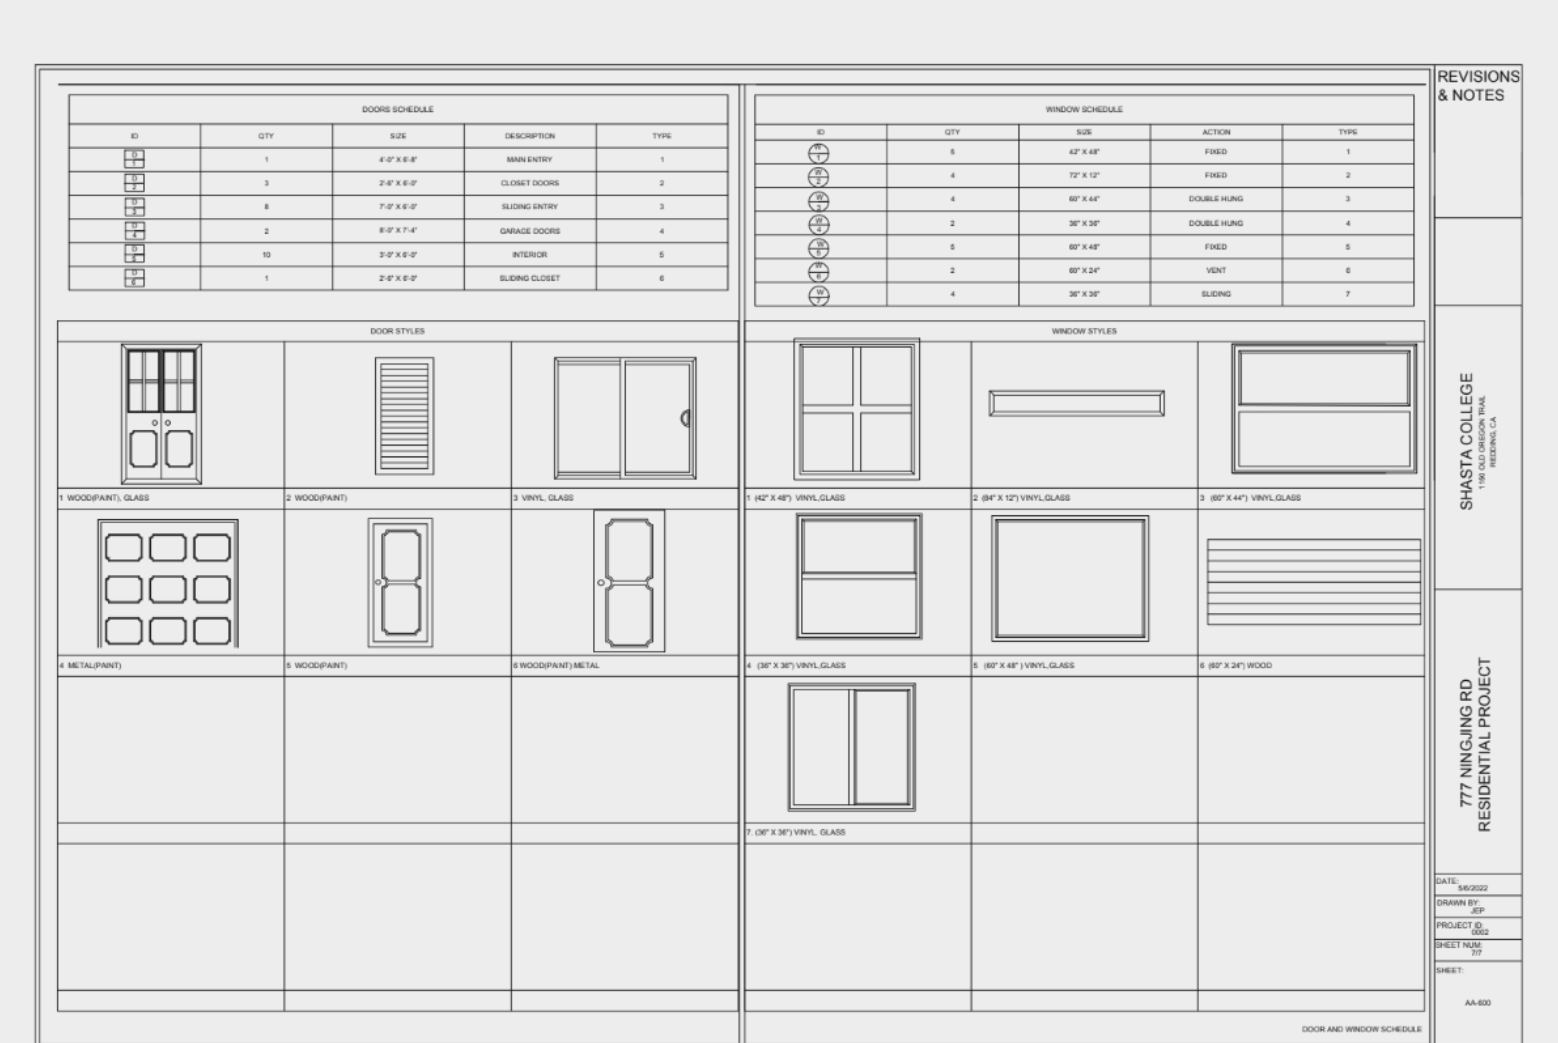 DOORS SCHEDULE
ID QTY SIZE DESCRIPTION TYPE
D 1 1 4'-0" X 6'-8" MAIN ENTRY 1
D 2 3 2'-6" X 6'-0" CLOSET DOORS 2
D 3 8 7'-0" X 6'-0" SLIDING ENTRY 3
D 4 2 8'-0" X 7'-4" GARAGE DOORS 4
D 5 10 3'-0" X 6'-0" INTERIOR 5
D 6 1 2'-6" X 6'-0" SLIDING CLOSET 6
WINDOW SCHEDULE
ID QTY SIZE ACTION TYPE
W 1 42" X 48" FIXED 1
W 2 4 72" X 12" FIXED 2
W 3 4 60" X 44" DOUBLE HUNG 3
W 4 2 36" X 36" DOUBLE HUNG 4
W 5 5 60" X 48" FIXED 5
W 6 2 60" X 24" VENT 6
W 7 4 36" X 36" SLIDING 7
DOOR STYLES
1 WOOD(PAINT), GLASS
2 WOOD(PAINT)
3 VINYL, GLASS
4 METAL(PAINT)
5 WOOD(PAINT)
6 WOOD(PAINT) METAL
WINDOW STYLES
1 (42" X 48") VINYL,GLASS
2 (84" X 12") VINYL,GLASS
3 (60" X 44") VINYL,GLASS
4 (36" X 36") VINYL,GLASS
5 (60" X 48" ) VINYL,GLASS
6 (60" X 24") WOOD
7. (36" X 36") VINYL. GLASS
DOOR AND WINDOW SCHEDULE
REVISIONS
& NOTES
SHASTA COLLEGE
OLD OREGON TRAIL
REDDING, CA
777 NINGJING RD
RESIDENTIAL PROJECT
DATE:
5/6/2022
DRAWN BY:
JEP
PROJECT ID:
0002
SHEET NUM:
7/7
SHEET:
AA-600